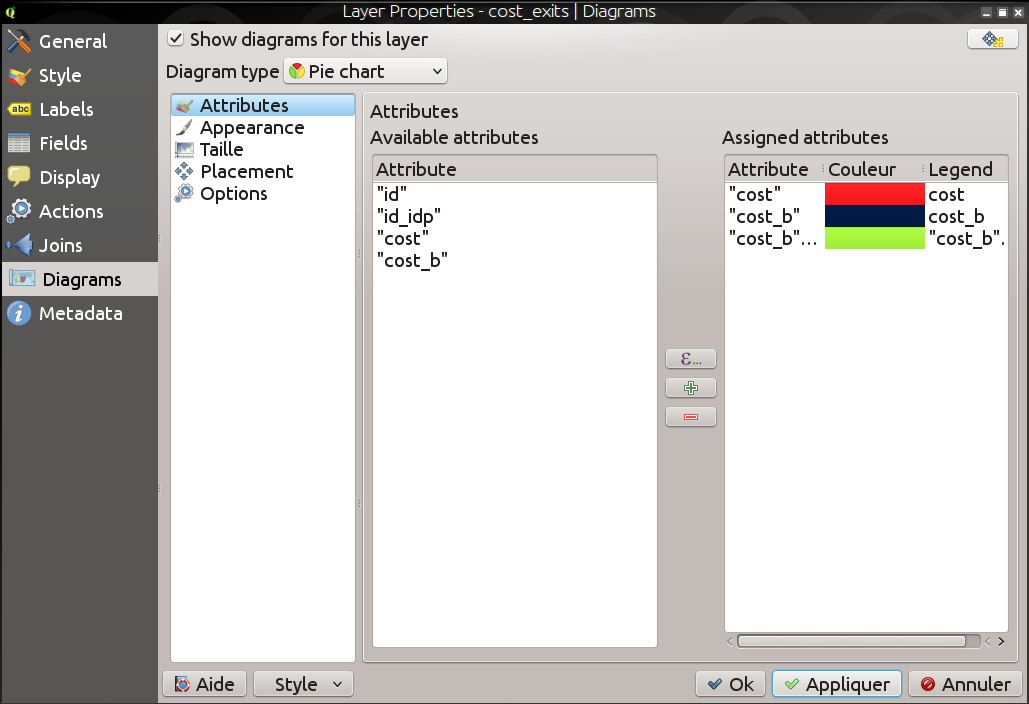 Layer Properties - cost_exits | Diagrams
General
Style
Labels
Fields
Display
Actions
Joins
Diagrams
Metadata
Show diagrams for this layer
Diagram type Pie chart
Attributes
Appearance
Taille
Placement
Options
Attributes
Available attributes
Attribute
"id"
"id_idp"
"cost"
"cost_b"
ε...
Assigned attributes
Attribute Couleur Legend
"cost" cost
"cost_b" cost_b
"cost_b"... "cost_b".
Aide
Style
Ok
Appliquer
Annuler
abc